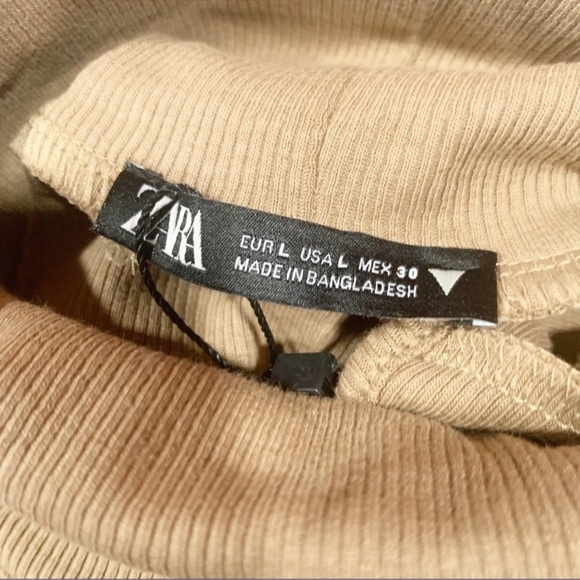 ZARA
EUR L USA L MEX 30
MADE IN BANGLADESH